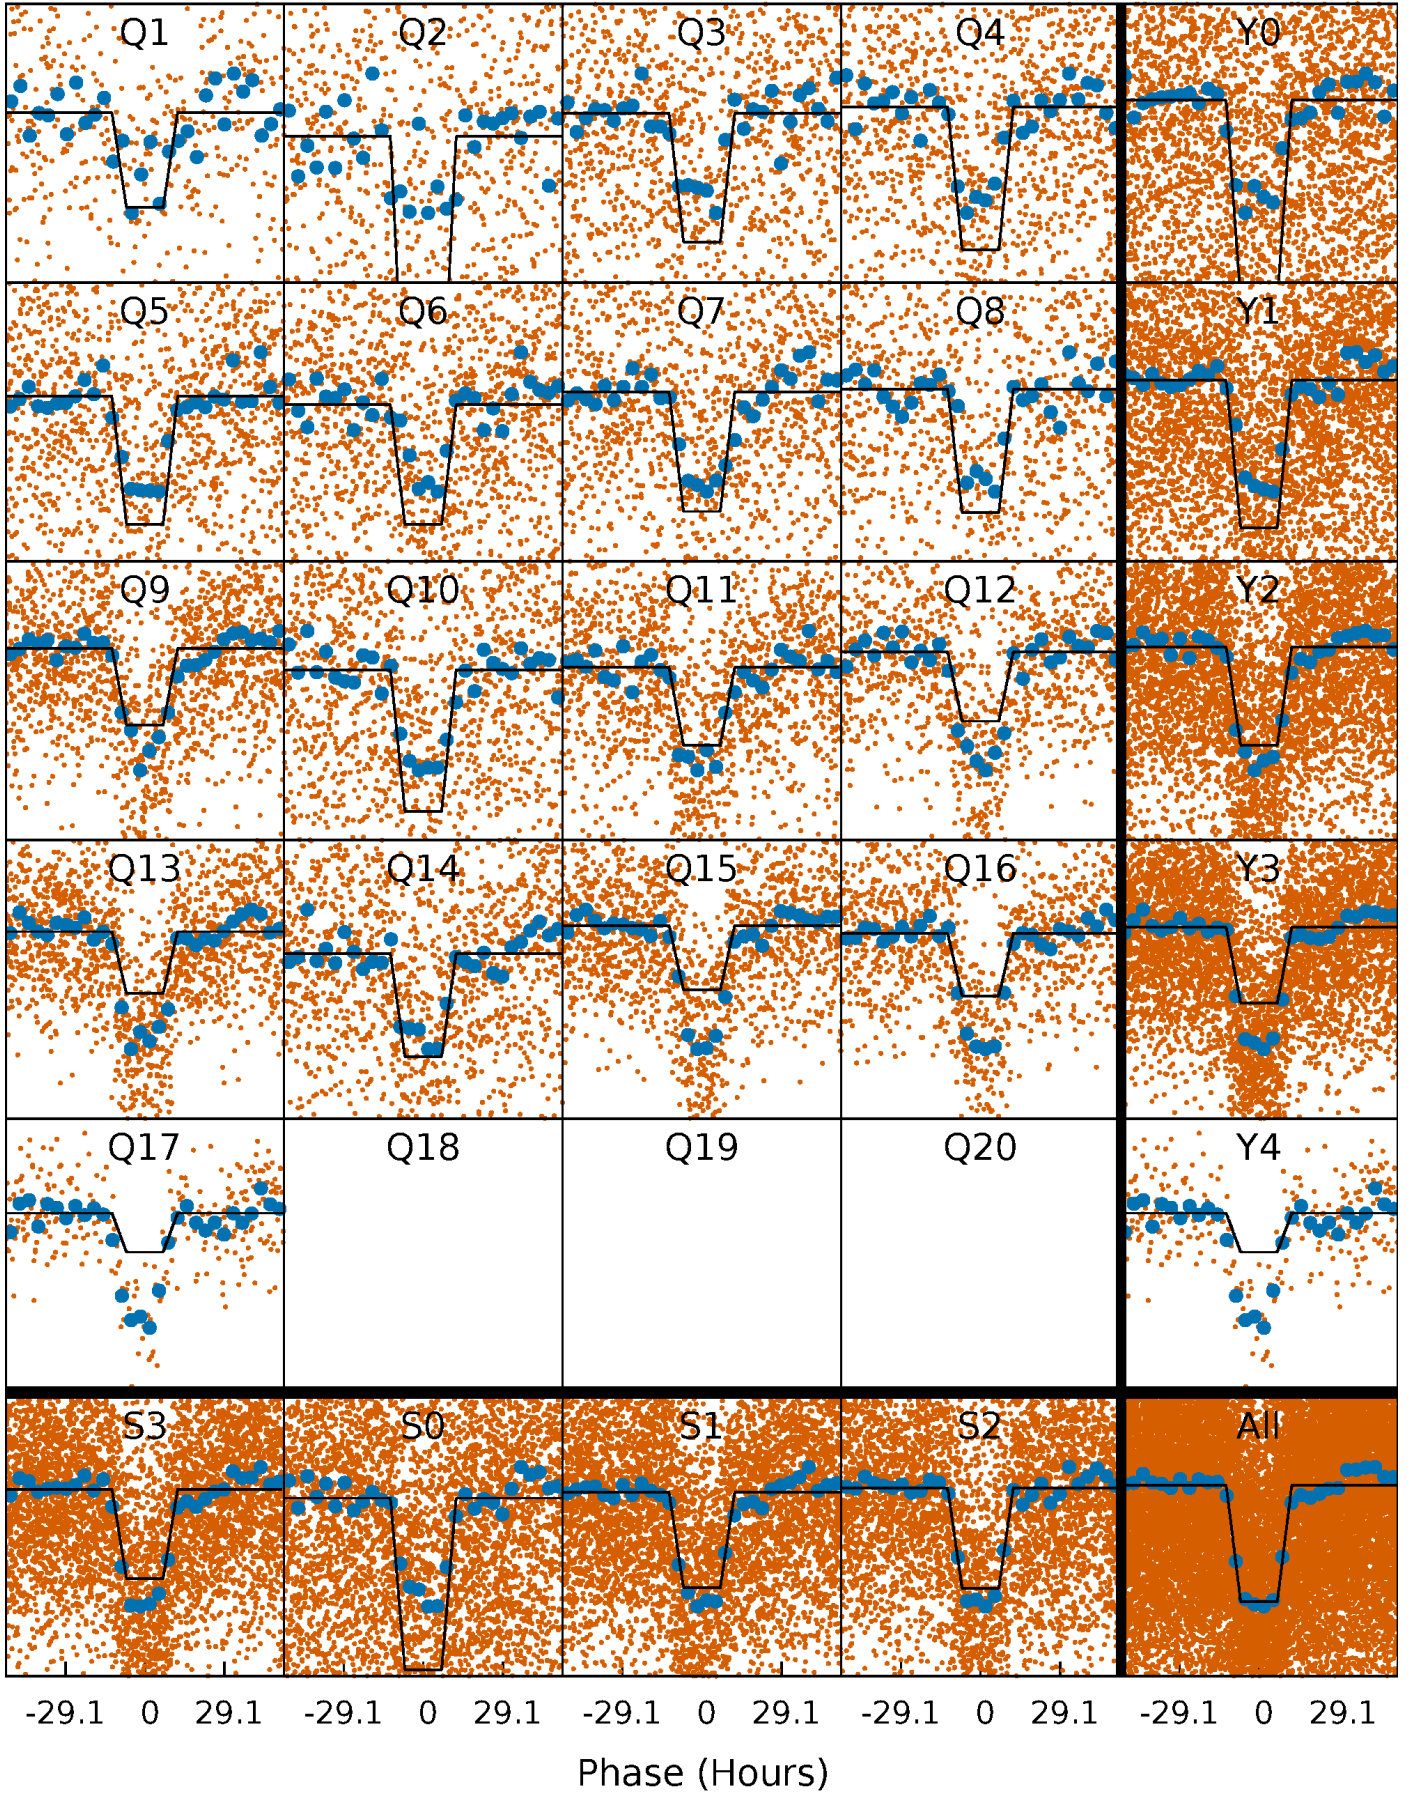 Q1 Q2 Q3 Q4 Y0
Q5 Q6 Q7 Q8 Y1
Q9 Q10 Q11 Q12 Y2
Q13 Q14 Q15 Q16 Y3
Q17 Q18 Q19 Q20 Y4
S3 S0 S1 S2 All
-29.1 0 29.1 -29.1 0 29.1 -29.1 0 29.1 -29.1 0 29.1 -29.1 0 29.1
Phase (Hours)